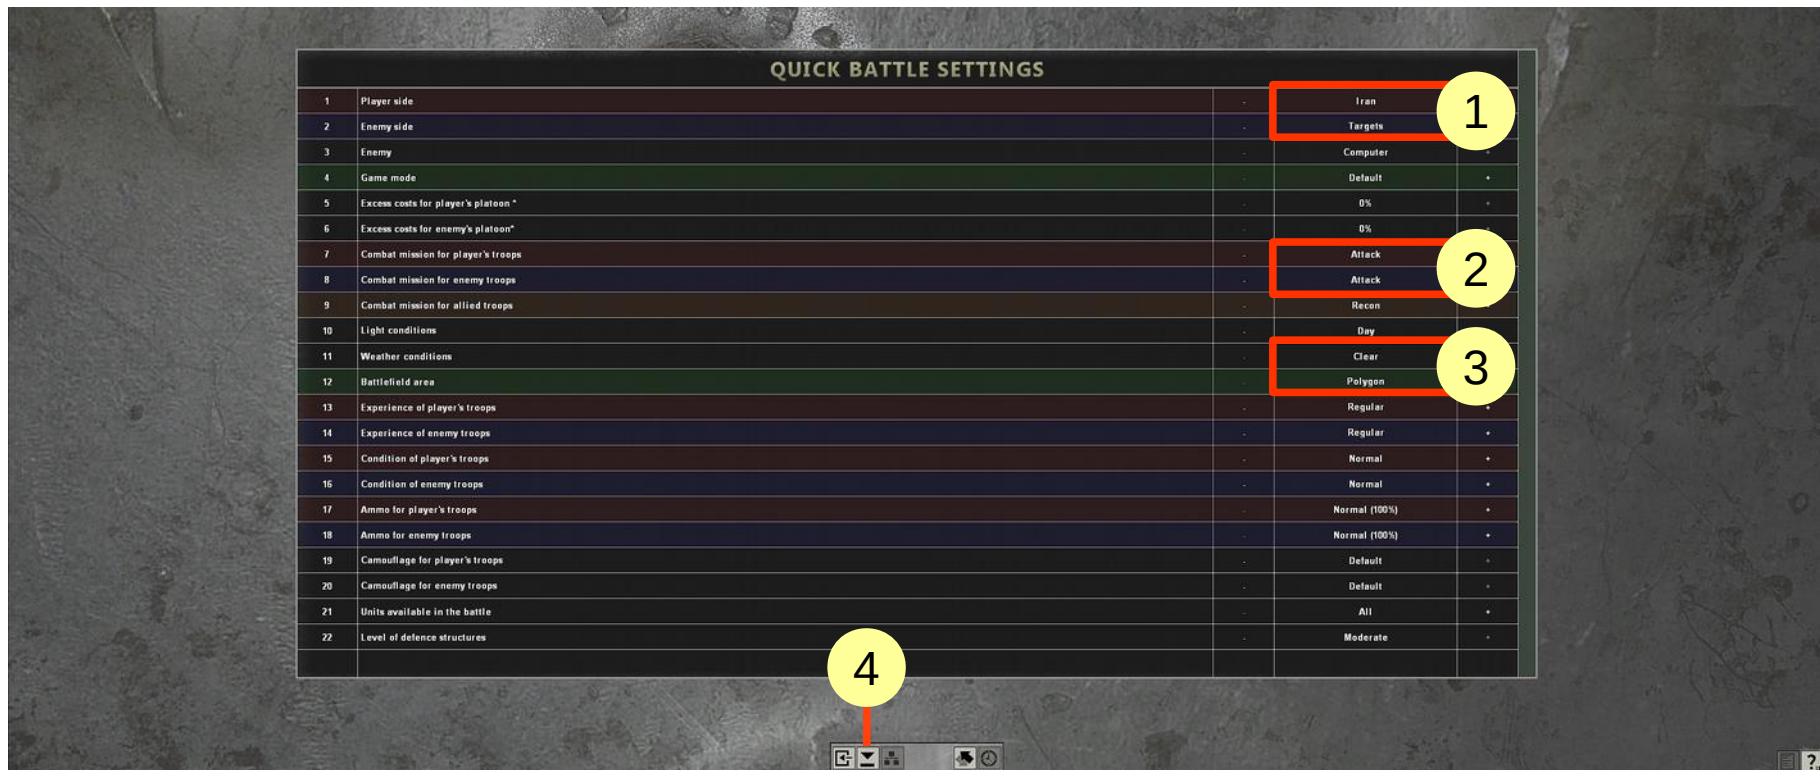 QUICK BATTLE SETTINGS
1 Player side - Iran
2 Enemy side - Targets
1
3 Enemy - Computer +
4 Game mode - Default +
5 Excess costs for player's platoon * - 0% +
6 Excess costs for enemy's platoon* - 0% +
7 Combat mission for player's troops - Attack
8 Combat mission for enemy troops - Attack
2
9 Combat mission for allied troops - Recon
10 Light conditions - Day
11 Weather conditions - Clear
12 Battlefield area - Polygon
3
13 Experience of player's troops - Regular +
14 Experience of enemy troops - Regular +
15 Condition of player's troops - Normal +
16 Condition of enemy troops - Normal +
17 Ammo for player's troops - Normal (100%) +
18 Ammo for enemy troops - Normal (100%) +
19 Camouflage for player's troops - Default +
20 Camouflage for enemy troops - Default +
21 Units available in the battle - All +
22 Level of defence structures - Moderate +
4
?